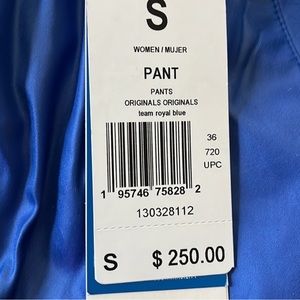 S
WOMEN / MUJER
PANT
PANTS
ORIGINALS ORIGINALS
team royal blue
36
720
UPC
1 95746 75828 2
130328112
S $ 250.00